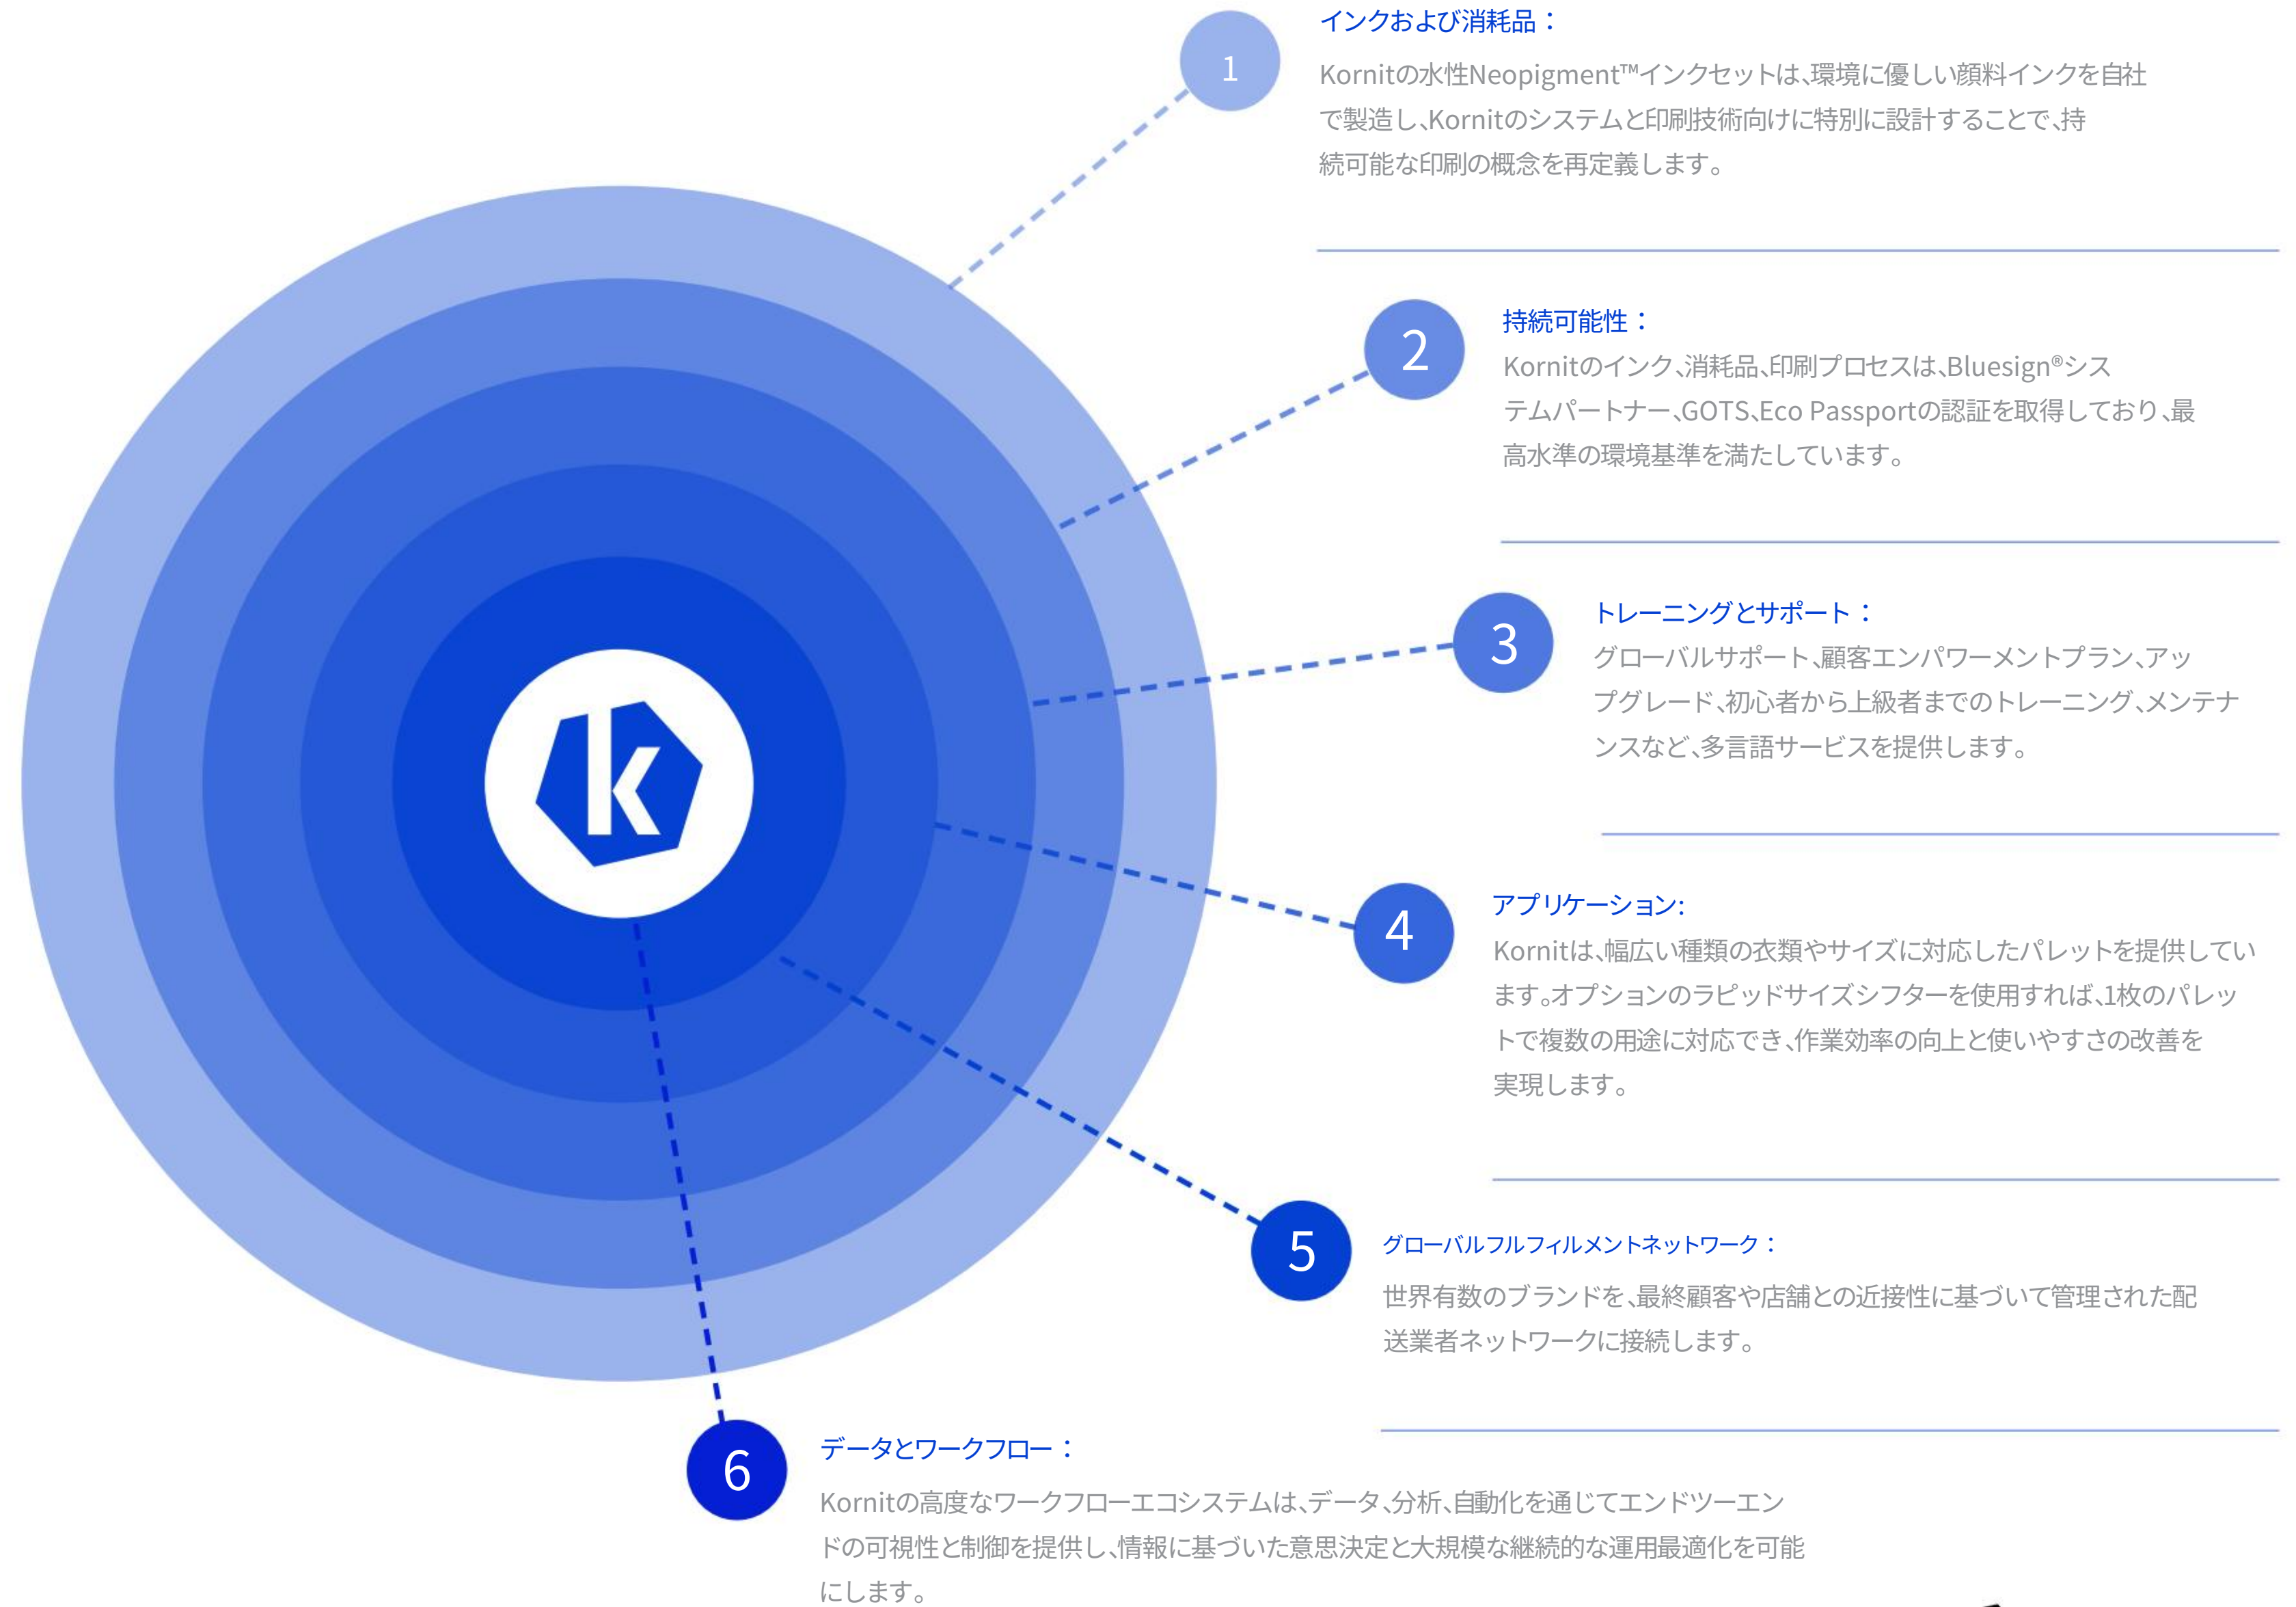 1
インクおよび消耗品：
Kornitの水性Neopigment™インクセットは、環境に優しい顔料インクを自社
で製造し、Kornitのシステムと印刷技術向けに特別に設計することで、持
続可能な印刷の概念を再定義します。
2
持続可能性：
Kornitのインク、消耗品、印刷プロセスは、Bluesign®シス
テムパートナー、GOTS、Eco Passportの認証を取得しており、最
高水準の環境基準を満たしています。
3
トレーニングとサポート：
グローバルサポート、顧客エンパワーメントプラン、アッ
プグレード、初心者から上級者までのトレーニング、メンテナ
ンスなど、多言語サービスを提供します。
k
4
アプリケーション:
Kornitは、幅広い種類の衣類やサイズに対応したパレットを提供してい
ます。オプションのラピッドサイズシフターを使用すれば、1枚のパレッ
トで複数の用途に対応でき、作業効率の向上と使いやすさの改善を
実現します。
5
グローバルフルフィルメントネットワーク：
世界有数のブランドを、最終顧客や店舗との近接性に基づいて管理された配
送業者ネットワークに接続します。
6
データとワークフロー：
Kornitの高度なワークフローエコシステムは、データ、分析、自動化を通じてエンドツーエン
ドの可視性と制御を提供し、情報に基づいた意思決定と大規模な継続的な運用最適化を可能
にします。